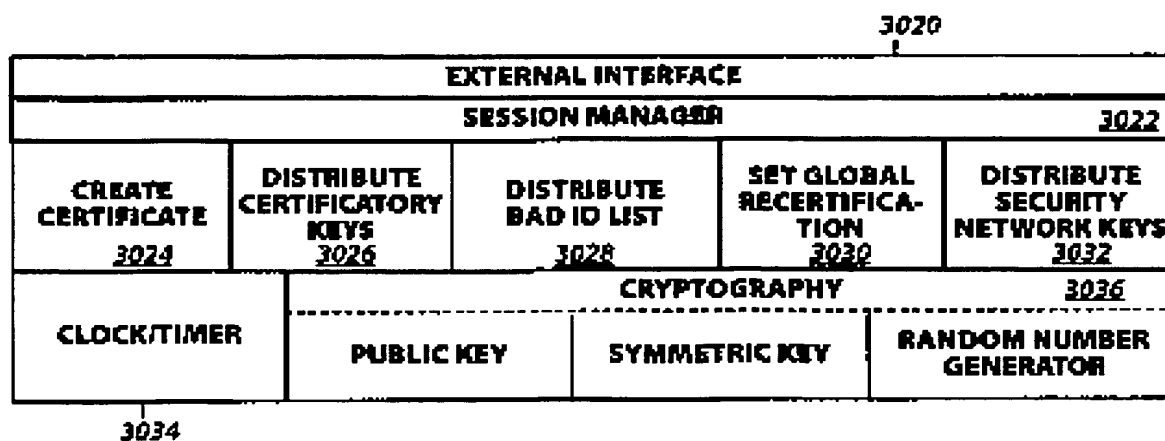 3020
EXTERNAL INTERFACE
SESSION MANAGER 3022
CREATE
CERTIFICATE
3024
DISTRIBUTE
CERTIFICATORY
KEYS
3026
DISTRIBUTE
BAD ID LIST
3028
SET GLOBAL
RECERTIFICA-
TION
3030
DISTRIBUTE
SECURITY
NETWORK KEYS
3032
CLOCK/TIMER
3034
CRYPTOGRAPHY 3036
PUBLIC KEY
SYMMETRIC KEY
RANDOM NUMBER
GENERATOR